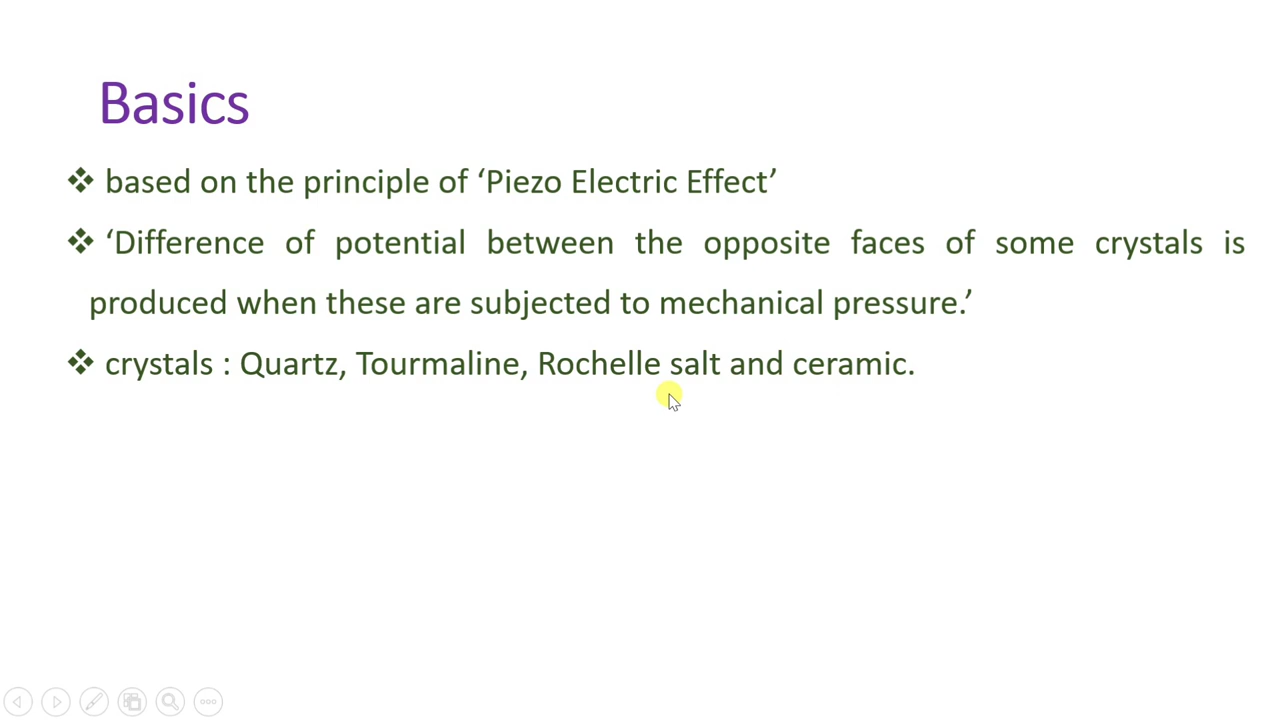 Basics
❖ based on the principle of ‘Piezo Electric Effect’
❖ ‘Difference of potential between the opposite faces of some crystals is
produced when these are subjected to mechanical pressure.’
❖ crystals : Quartz, Tourmaline, Rochelle salt and ceramic.